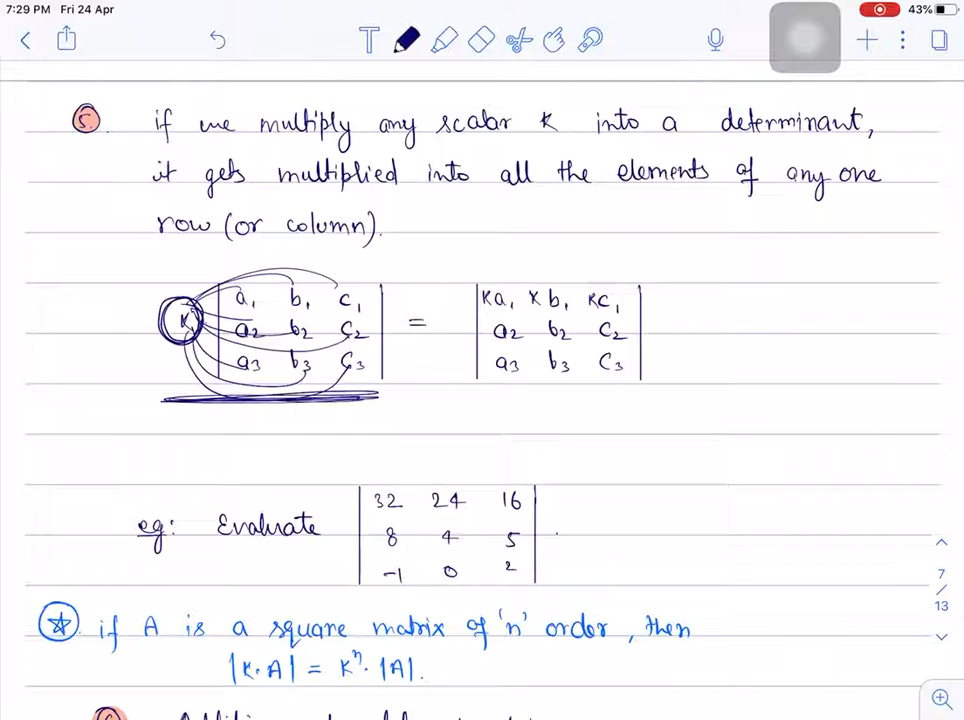 7:29 PM Fri 24 Apr
43%
5. if we multiply any scalar K into a determinant,
it gets multiplied into all the elements of any one
row (or column).
K | a₁ b₁ c₁ | = | Ka₁ Kb₁ Kc₁ |
| a₂ b₂ c₂ | | a₂ b₂ c₂ |
| a₃ b₃ c₃ | | a₃ b₃ c₃ |
eg: Evaluate | 32 24 16 |
| 8 4 5 |
| -1 0 2 |
7
/
13
if A is a square matrix of 'n' order, then
|K·A| = Kⁿ·|A|.